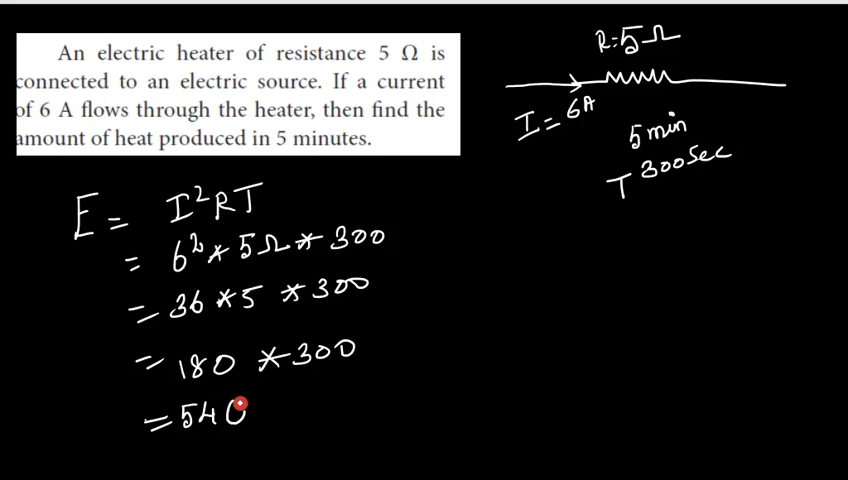 An electric heater of resistance 5 Ω is
connected to an electric source. If a current
of 6 A flows through the heater, then find the
amount of heat produced in 5 minutes.
R=5Ω
I=6A
5min
T 300Sec
E= I²RT
= 6²*5Ω*300
=36*5*300
=180*300
=540